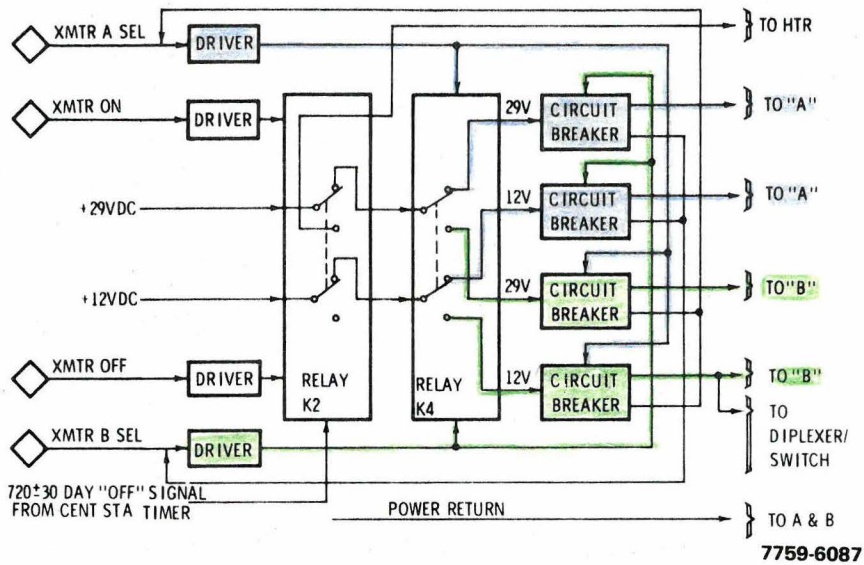 XMTR A SEL
DRIVER
TO HTR
XMTR ON
DRIVER
29V
CIRCUIT
BREAKER
TO "A"
+29VDC
12V
CIRCUIT
BREAKER
TO "A"
+12VDC
29V
CIRCUIT
BREAKER
TO "B"
XMTR OFF
DRIVER
RELAY
K2
RELAY
K4
12V
CIRCUIT
BREAKER
TO "B"
TO
DIPLEXER/
SWITCH
XMTR B SEL
DRIVER
720±30 DAY "OFF" SIGNAL
FROM CENT STA TIMER
POWER RETURN
TO A & B
7759-6087